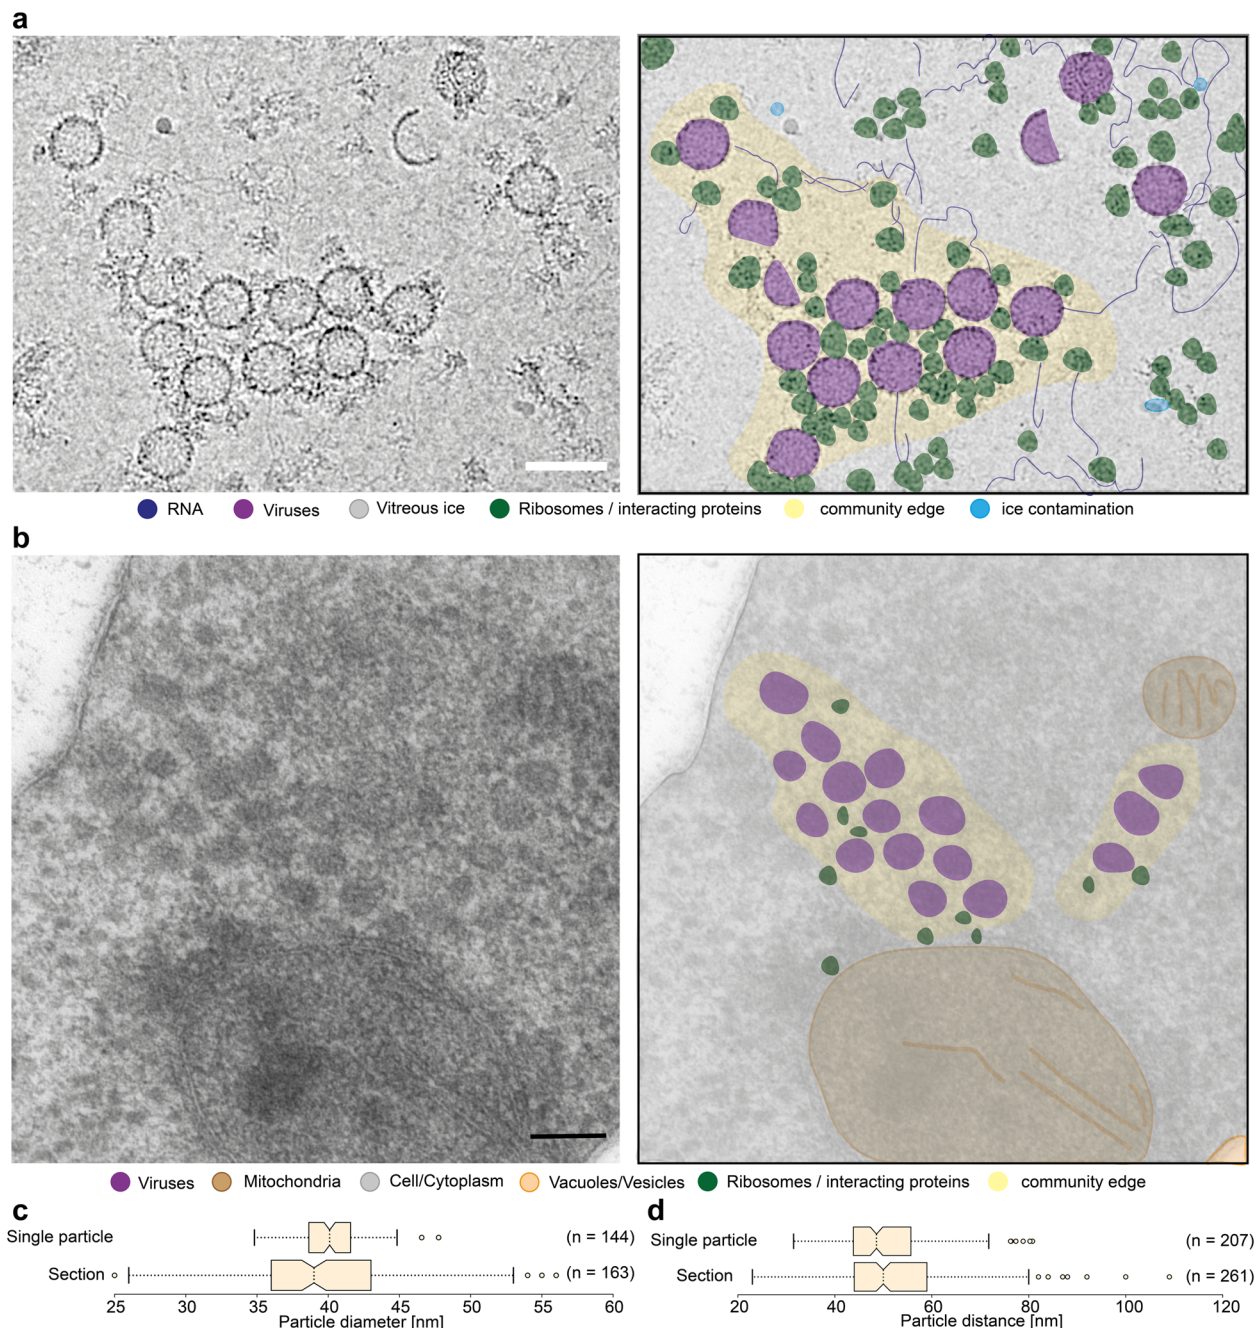 a
RNA Viruses Vitreous ice Ribosomes / interacting proteins community edge ice contamination
b
Viruses Mitochondria Cell/Cytoplasm Vacuoles/Vesicles Ribosomes / interacting proteins community edge
c
Single particle (n = 144)
Section (n = 163)
25 30 35 40 45 50 55 60
Particle diameter [nm]
d
Single particle (n = 207)
Section (n = 261)
20 40 60 80 100 120
Particle distance [nm]